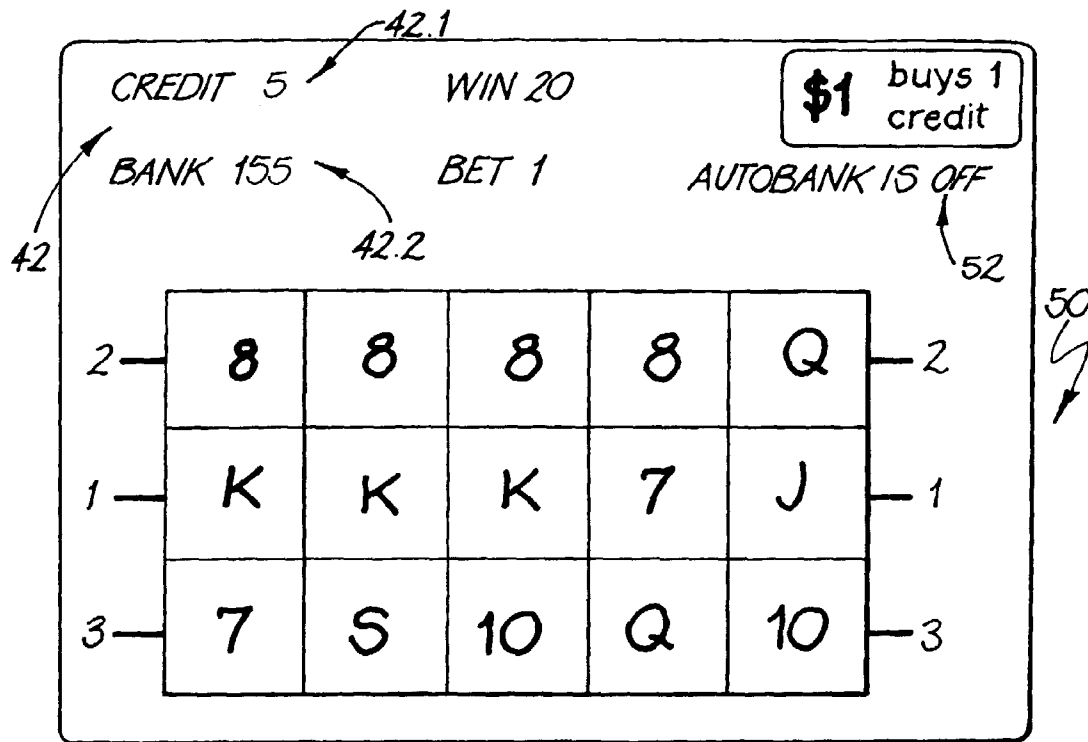 42.1
CREDIT 5 WIN 20 $1 buys 1
credit
BANK 155 BET 1 AUTOBANK IS OFF
42 42.2 52
50
2 8 8 8 8 Q 2
1 K K K 7 J 1
3 7 S 10 Q 10 3